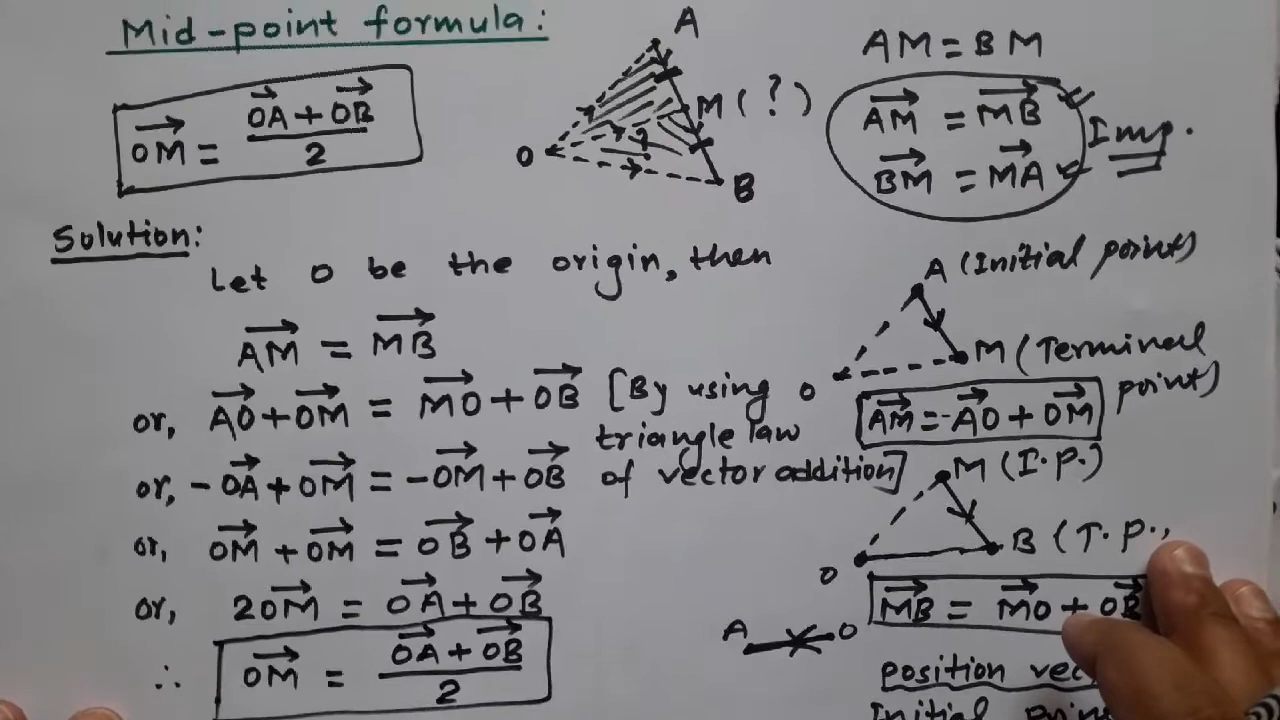 Mid-point formula:
A
AM = BM
OM = OA + OB
2
M (?)
O
B
AM = MB
BM = MA
Imp.
Solution:
Let O be the origin, then
AM = MB
or, AO + OM = MO + OB [By using
triangle law
of vector addition]
or, -OA + OM = -OM + OB
or, OM + OM = OB + OA
or, 2OM = OA + OB
∴ OM = OA + OB
2
A (Initial point)
M (Terminal
point)
O
AM = -AO + OM
M (I.P.)
B (T.P.,
O
MB = MO + OB
A O
position vec
Initial